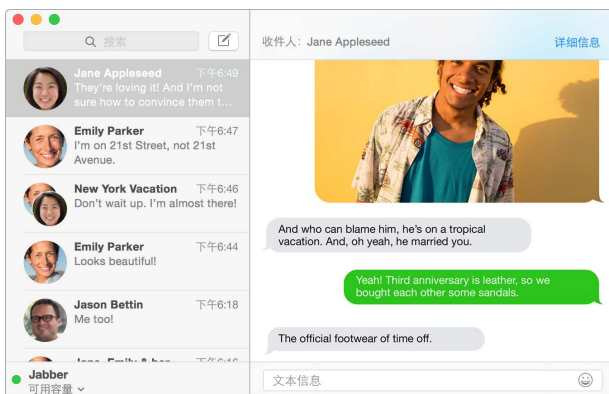 搜索
Jane Appleseed 下午6:49
They're loving it! And I'm not
sure how to convince them t...
Emily Parker 下午6:47
I'm on 21st Street, not 21st
Avenue.
New York Vacation 下午6:46
Don't wait up. I'm almost there!
Emily Parker 下午6:44
Looks beautiful!
Jason Bettin 下午6:18
Me too!
Jabber
可用容量
收件人: Jane Appleseed 详细信息
And who can blame him, he's on a tropical
vacation. And, oh yeah, he married you.
Yeah! Third anniversary is leather, so we
bought each other some sandals.
The official footwear of time off.
文本信息